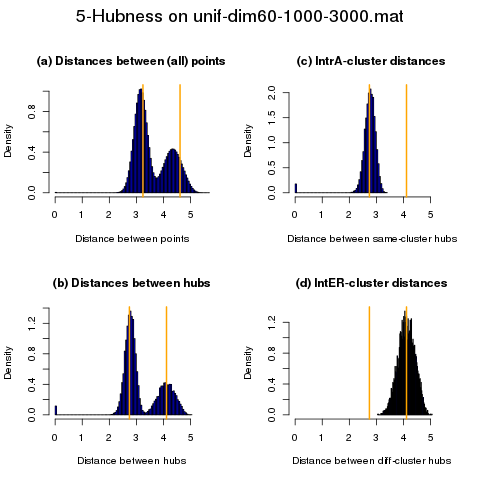 5-Hubness on unif-dim60-1000-3000.mat
(a) Distances between (all) points
Density
0.0 0.4 0.8
0 1 2 3 4 5
Distance between points
(c) IntrA-cluster distances
Density
0.0 0.5 1.0 1.5 2.0
0 1 2 3 4 5
Distance between same-cluster hubs
(b) Distances between hubs
Density
0.0 0.4 0.8 1.2
0 1 2 3 4 5
Distance between hubs
(d) IntER-cluster distances
Density
0.0 0.4 0.8 1.2
0 1 2 3 4 5
Distance between diff-cluster hubs